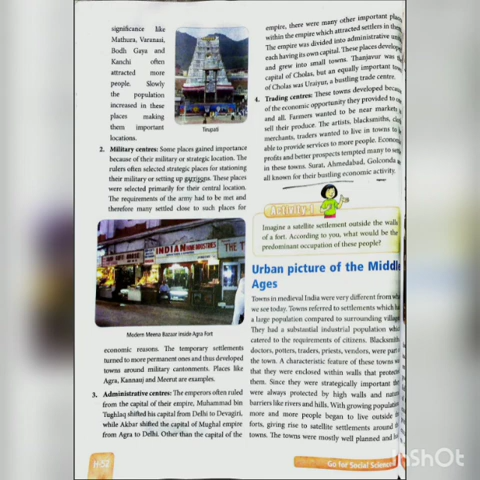 significance like
Mathura, Varanasi,
Bodh Gaya and
Kanchi often
attracted more
people. Slowly
the population
increased in these
places making
them important
locations.
Tirupati
2. Military centres: Some places gained importance
because of their military or strategic location. The
rulers often selected strategic places for stationing
their military or setting up garrisons. These places
were selected primarily for their central location.
The requirements of the army had to be met and
therefore many settled close to such places for
INDIAN INDUSTRIES
THE T
Modern Meena Bazaar inside Agra Fort
economic reasons. The temporary settlements
turned to more permanent ones and thus developed
towns around military cantonments. Places like
Agra, Kannauj and Meerut are examples.
3. Administrative centres: The emperors often ruled
from the capital of their empire. Muhammad bin
Tughlaq shifted his capital from Delhi to Devagiri,
while Akbar shifted the capital of Mughal empire
from Agra to Delhi. Other than the capital of the
empire, there were many other important places
within the empire which attracted settlers in them.
The empire was divided into administrative
each having its own capital. These places
and grew into small towns. Thanjavur was
capital of Cholas, but an equally important
of Cholas was Uraiyur, a bustling trade centre.
4. Trading centres: These towns developed
of the economic opportunity they provided to
and all. Farmers wanted to be near markets
sell their produce. The artists, blacksmiths,
merchants, traders wanted to live in towns to
able to provide services to more people.
profits and better prospects tempted many to
in these towns. Surat, Ahmedabad, Golconda
all known for their bustling economic activity.
Activity
Imagine a satellite settlement outside the walls
of a fort. According to you, what would be the
predominant occupation of these people?
Urban picture of the Middle
Ages
Towns in medieval India were very different from
we see today. Towns referred to settlements which
a large population compared to surrounding
They had a substantial industrial population
catered to the requirements of citizens.
doctors, potters, traders, priests, vendors, were part
the town. A characteristic feature of these towns
that they were enclosed within walls that
them. Since they were strategically important
were always protected by high walls and
barriers like rivers and hills. With growing
more and more people began to live outside
forts, giving rise to satellite settlements around
towns. The towns were mostly well planned and
H-52
Go for Social Science
InShOt